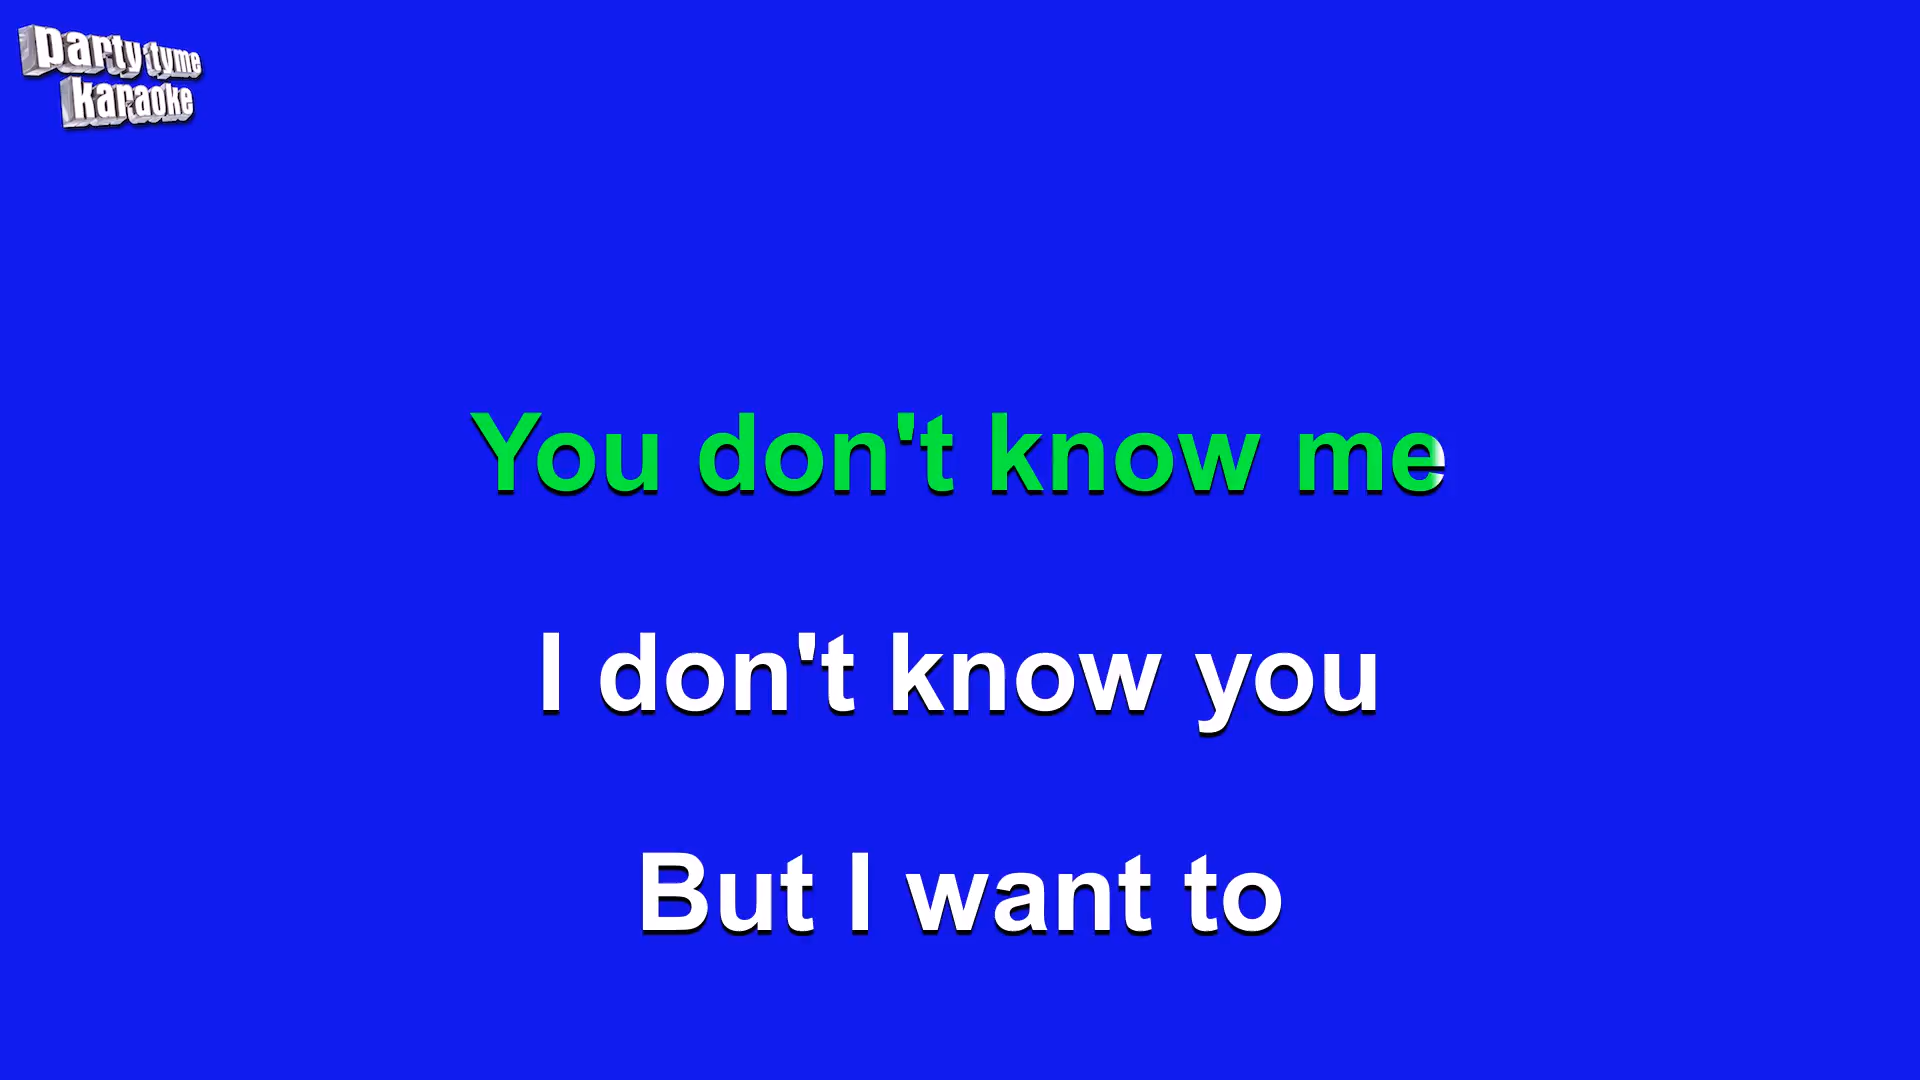 party tyme
karaoke
You don't know me
I don't know you
But I want to